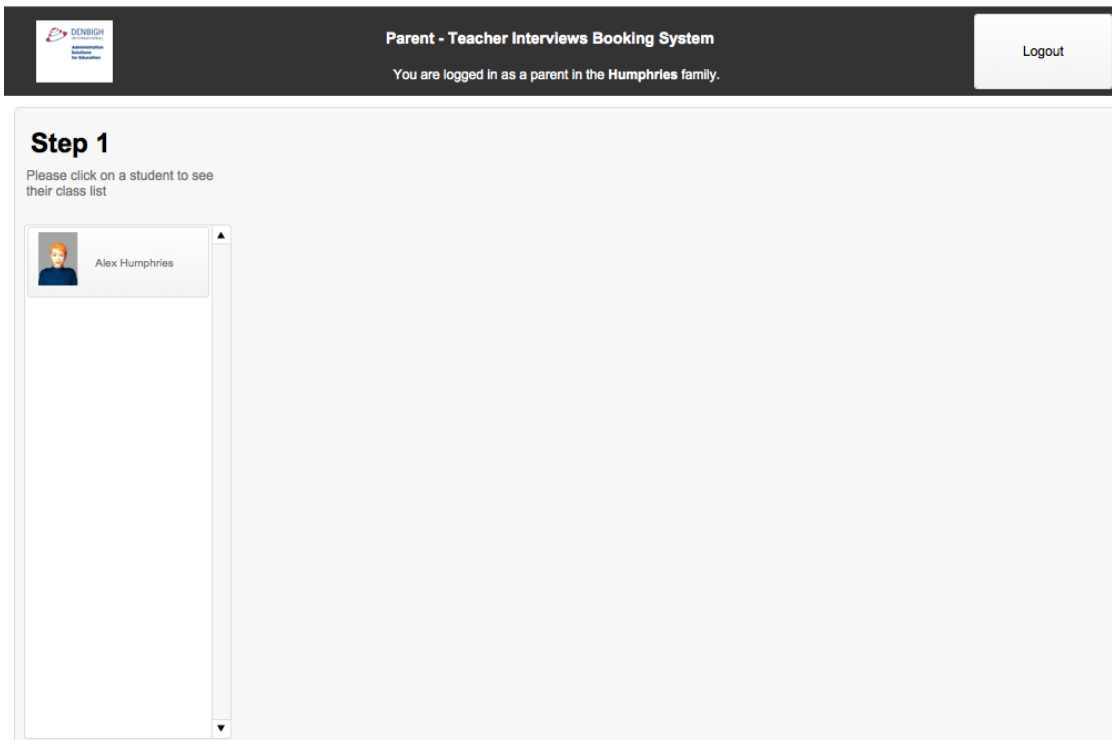 DENBIGH
INTERNATIONAL
Administration
Solutions
for Education
Parent - Teacher Interviews Booking System
You are logged in as a parent in the Humphries family.
Logout
Step 1
Please click on a student to see
their class list
Alex Humphries